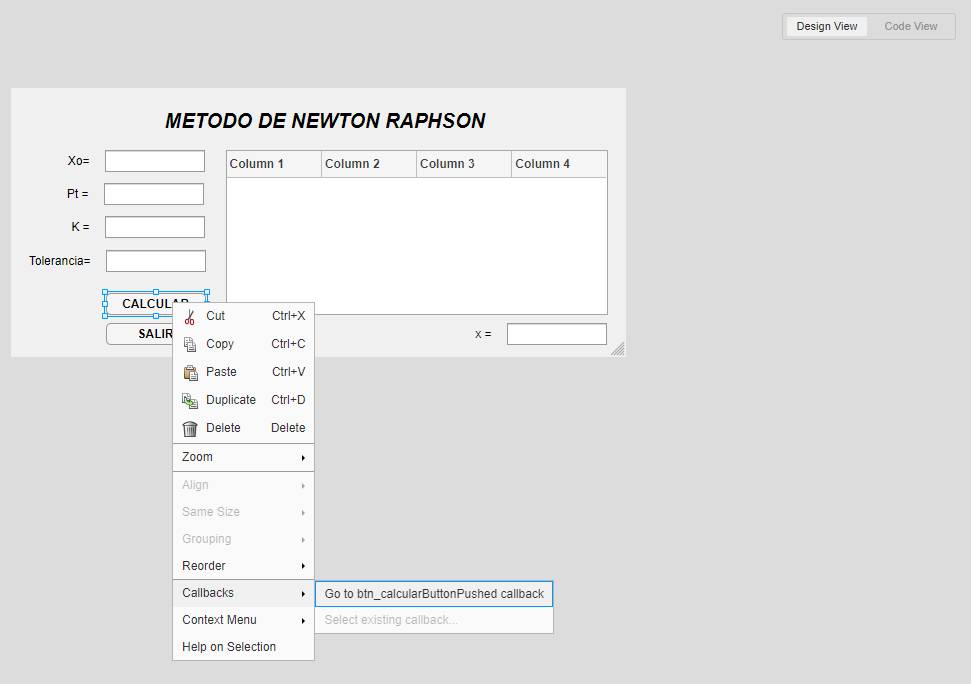 Design View Code View
METODO DE NEWTON RAPHSON
Xo= Column 1 Column 2 Column 3 Column 4
Pt =
K =
Tolerancia=
CALCULAR
SALIR
x =
Cut Ctrl+X
Copy Ctrl+C
Paste Ctrl+V
Duplicate Ctrl+D
Delete Delete
Zoom
Align
Same Size
Grouping
Reorder
Callbacks Go to btn_calcularButtonPushed callback
Context Menu Select existing callback...
Help on Selection